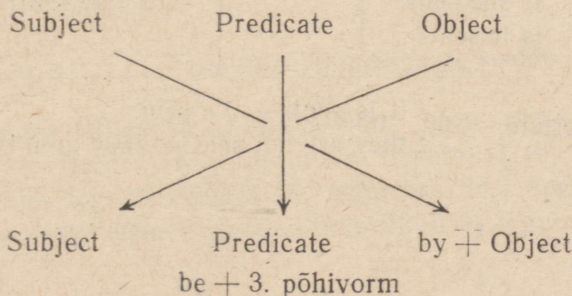 Subject Predicate Object
Subject Predicate by + Object
be + 3. põhivorm